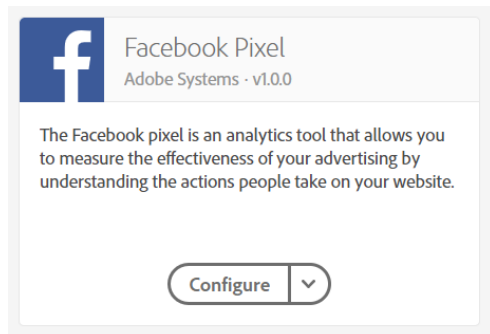 Facebook Pixel
Adobe Systems · v1.0.0
The Facebook pixel is an analytics tool that allows you
to measure the effectiveness of your advertising by
understanding the actions people take on your website.
Configure